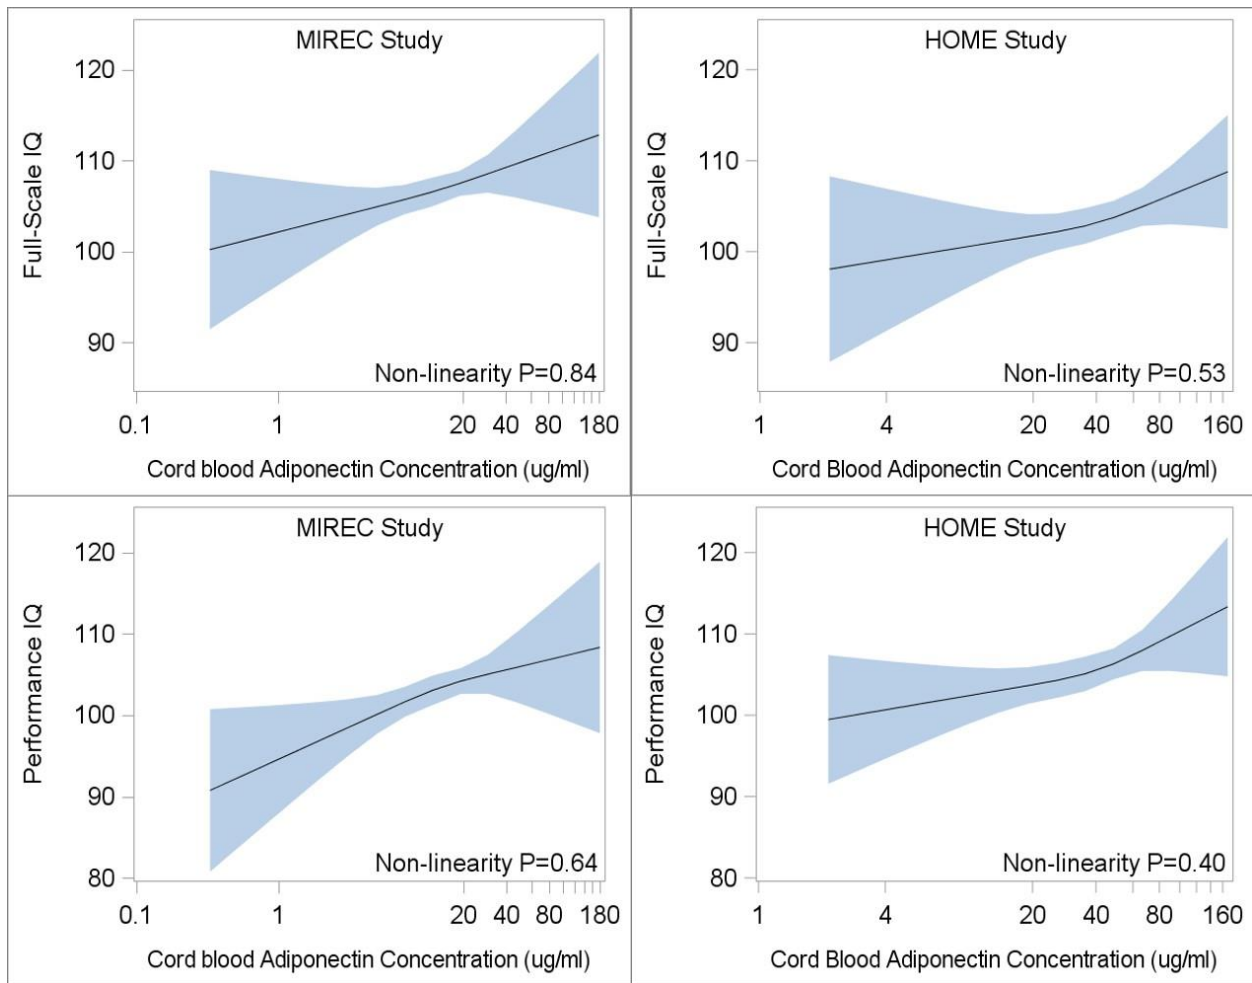 MIREC Study
Full-Scale IQ
120
110
100
90
Non-linearity P=0.84
0.1 1 20 40 80 180
Cord blood Adiponectin Concentration (ug/ml)
HOME Study
Full-Scale IQ
120
110
100
90
Non-linearity P=0.53
1 4 20 40 80 160
Cord Blood Adiponectin Concentration (ug/ml)
MIREC Study
Performance IQ
120
110
100
90
80
Non-linearity P=0.64
0.1 1 20 40 80 180
Cord blood Adiponectin Concentration (ug/ml)
HOME Study
Performance IQ
120
110
100
90
80
Non-linearity P=0.40
1 4 20 40 80 160
Cord Blood Adiponectin Concentration (ug/ml)